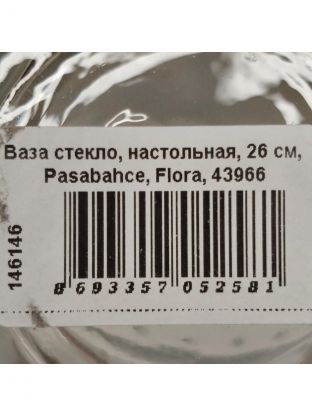 Ваза стекло, настольная, 26 см,
Pasabahce, Flora, 43966
146146
8 693357 052581